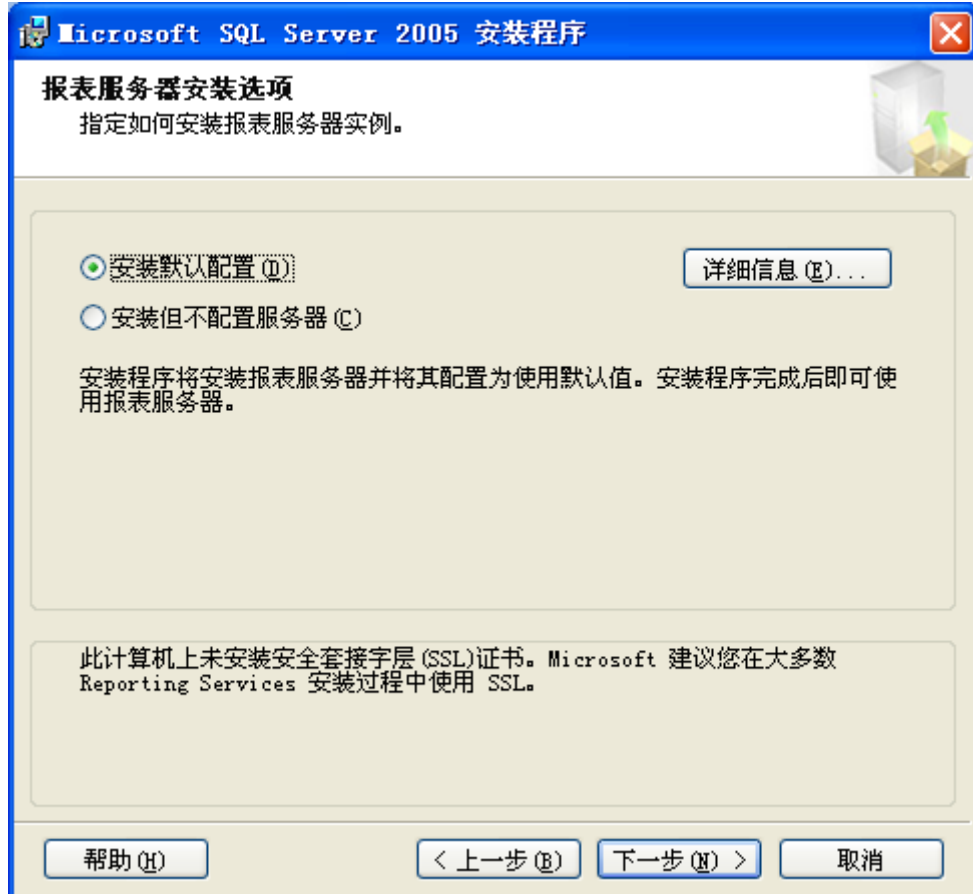 Microsoft SQL Server 2005 安装程序
报表服务器安装选项
指定如何安装报表服务器实例。
安装默认配置(D)
详细信息(E)...
安装但不配置服务器(C)
安装程序将安装报表服务器并将其配置为使用默认值。安装程序完成后即可使
用报表服务器。
此计算机上未安装安全套接字层(SSL)证书。Microsoft 建议您在大多数
Reporting Services 安装过程中使用 SSL。
帮助(H)
< 上一步(B)
下一步(N) >
取消